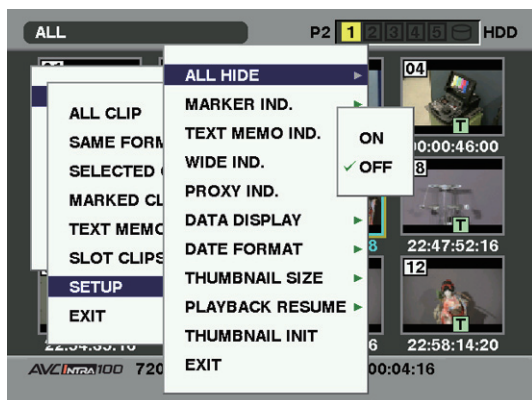 ALL P2 1 2 3 4 5 HDD
ALL HIDE
MARKER IND.
TEXT MEMO IND.
WIDE IND.
PROXY IND.
DATA DISPLAY
DATE FORMAT
THUMBNAIL SIZE
PLAYBACK RESUME
THUMBNAIL INIT
EXIT
ON
OFF
ALL CLIP
SAME FORM
SELECTED
MARKED CL
TEXT MEMO
SLOT CLIPS
SETUP
EXIT
04
T
00:00:46:00
8
T
8 22:47:52:16
12
T
6 22:58:14:20
AVC INTRA 100 720
00:04:16